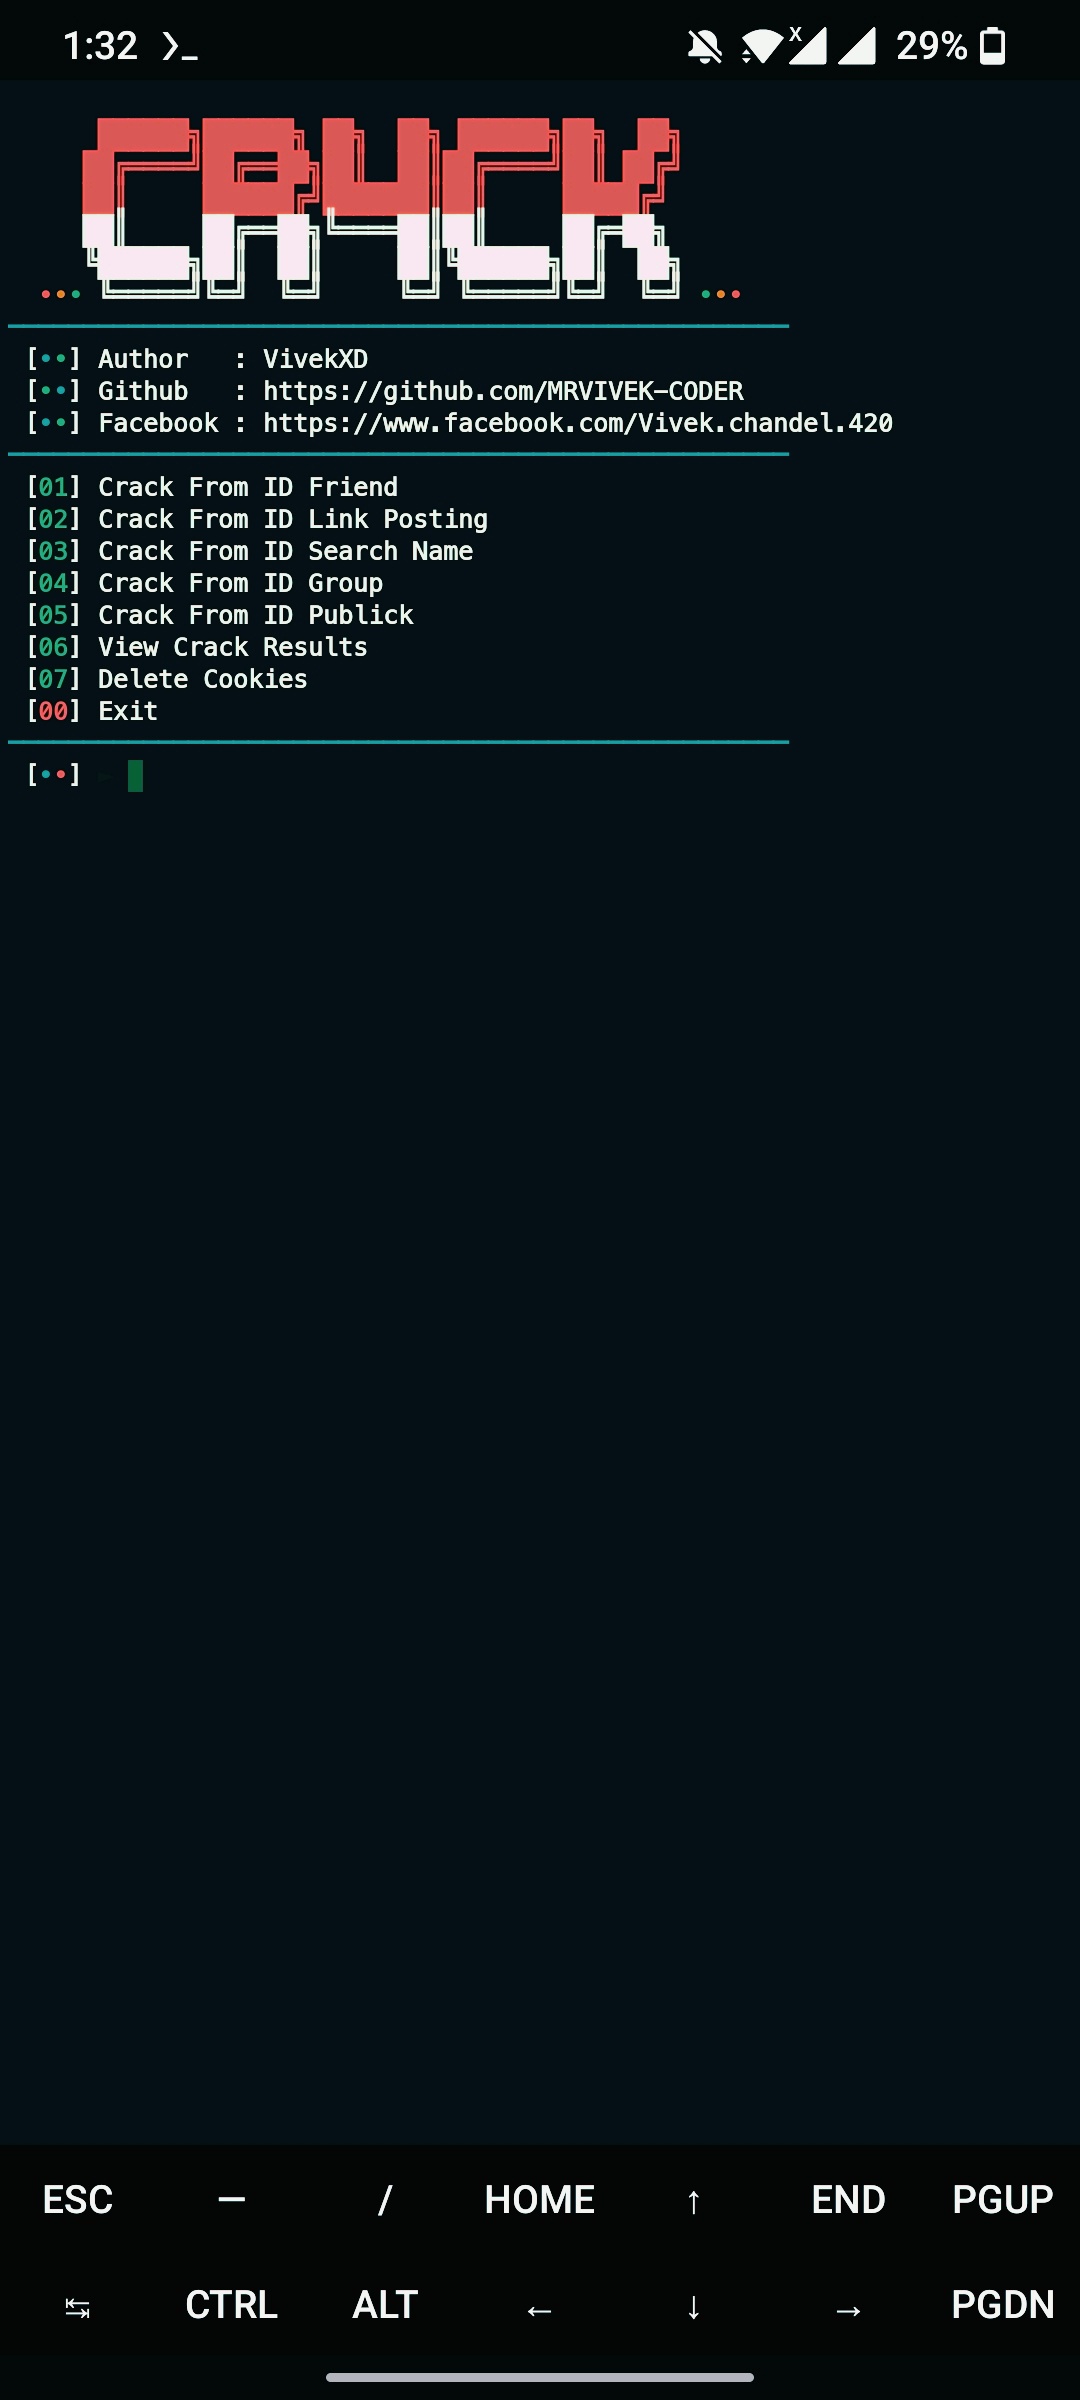 1:32
X 29%
CR4CK
••• •••
[••] Author : VivekXD
[••] Github : https://github.com/MRVIVEK-CODER
[••] Facebook : https://www.facebook.com/Vivek.chandel.420
[01] Crack From ID Friend
[02] Crack From ID Link Posting
[03] Crack From ID Search Name
[04] Crack From ID Group
[05] Crack From ID Publick
[06] View Crack Results
[07] Delete Cookies
[00] Exit
[••]
ESC — / HOME ↑ END PGUP
↹ CTRL ALT ← ↓ → PGDN